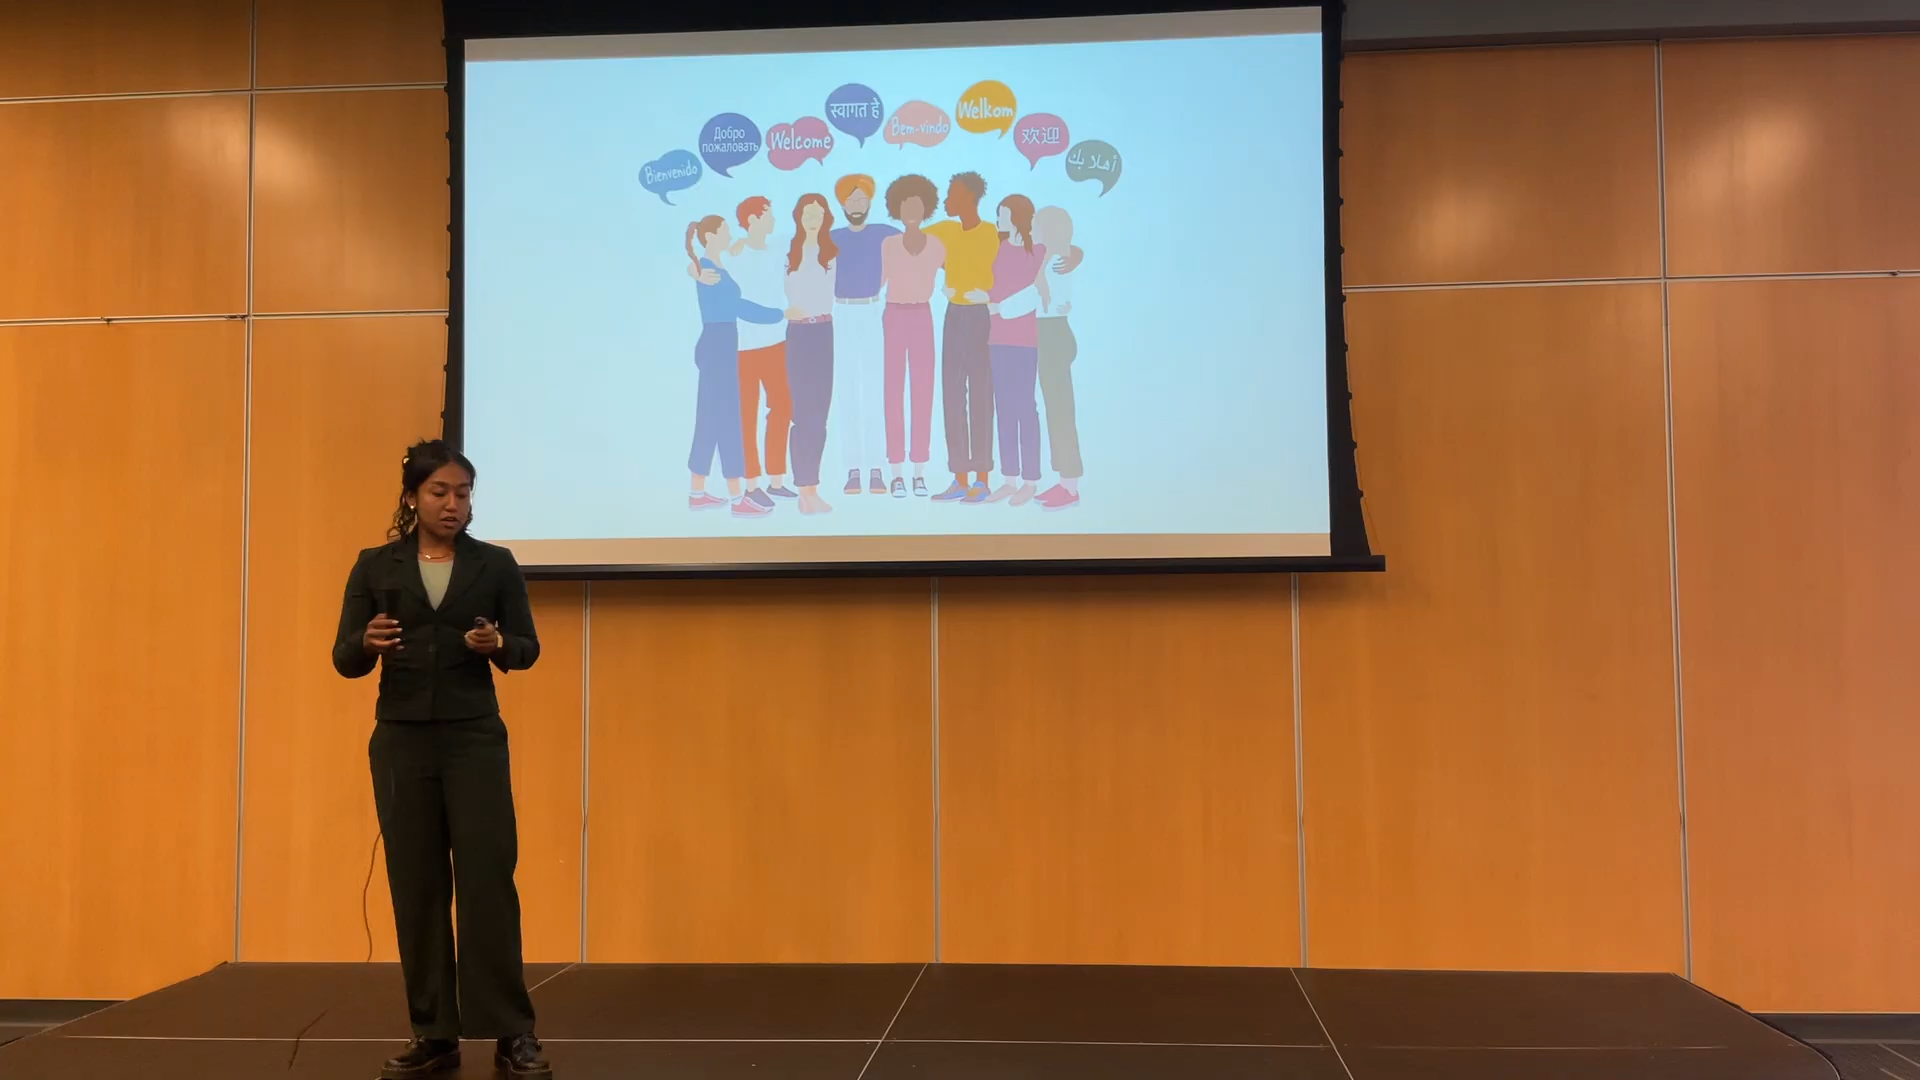 Bienvenido
Добро
пожаловать
Welcome
स्वागत हे
Bem-vindo
Welkom
欢迎
أهلا بك